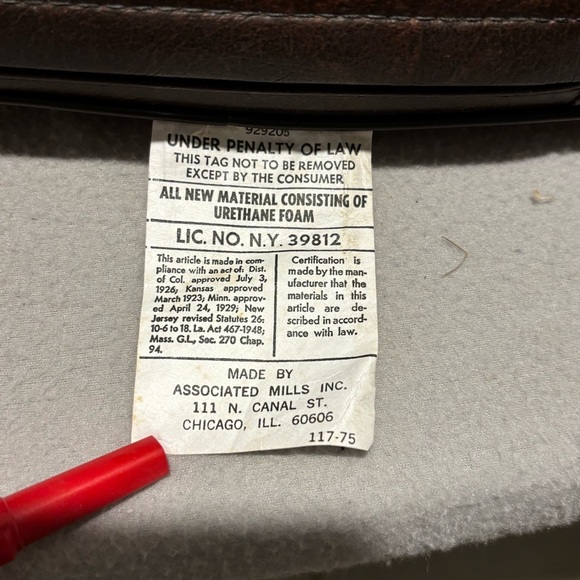 929205
UNDER PENALTY OF LAW
THIS TAG NOT TO BE REMOVED
EXCEPT BY THE CONSUMER
ALL NEW MATERIAL CONSISTING OF
URETHANE FOAM
LIC. NO. N.Y. 39812
This article is made in com-
pliance with an act of: Dist.
of Col. approved July 3,
1926; Kansas approved
March 1923; Minn. approv-
ed April 24, 1929; New
Jersey revised Statutes 26:
10-6 to 18. La. Act 467-1948;
Mass. G.L., Sec. 270 Chap.
94.
Certification is
made by the man-
ufacturer that the
materials in this
article are de-
scribed in accord-
ance with law.
MADE BY
ASSOCIATED MILLS INC.
111 N. CANAL ST.
CHICAGO, ILL. 60606
117-75